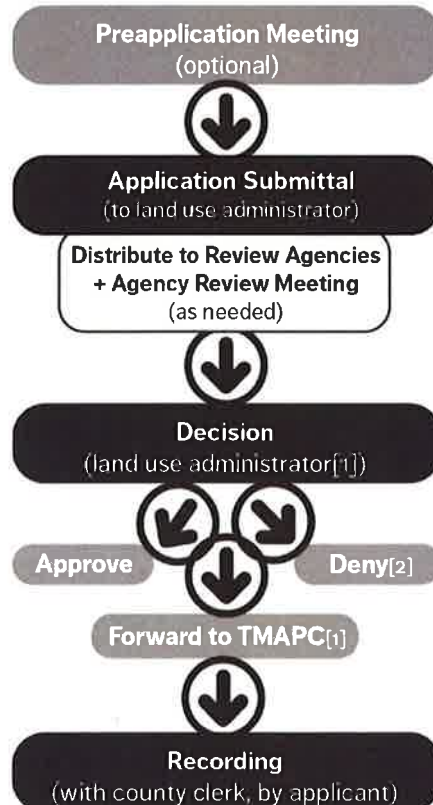 Preapplication Meeting
(optional)
Application Submittal
(to land use administrator)
Distribute to Review Agencies
+ Agency Review Meeting
(as needed)
Decision
(land use administrator[1])
Approve
Deny[2]
Forward to TMAPC[1]
Recording
(with county clerk, by applicant)